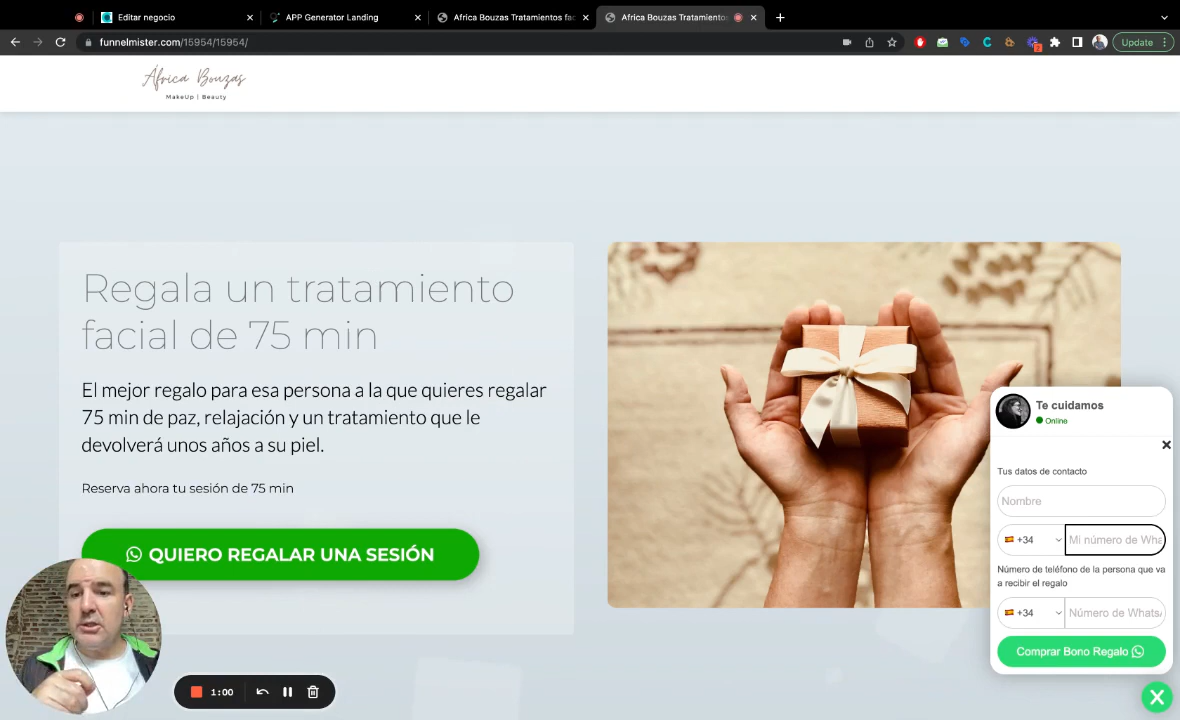 Editar negocio
APP Generator Landing
Africa Bouzas Tratamientos fac
Africa Bouzas Tratamientos
funnelmister.com/15954/15954/
2
Update
África Bouzas
MakeUp | Beauty
Regala un tratamiento
facial de 75 min
El mejor regalo para esa persona a la que quieres regalar
75 min de paz, relajación y un tratamiento que le
devolverá unos años a su piel.
Reserva ahora tu sesión de 75 min
QUIERO REGALAR UNA SESIÓN
1:00
Te cuidamos
Online
Tus datos de contacto
Nombre
+34
Mi número de Wha
Número de teléfono de la persona que va
a recibir el regalo
+34
Número de Whats
Comprar Bono Regalo